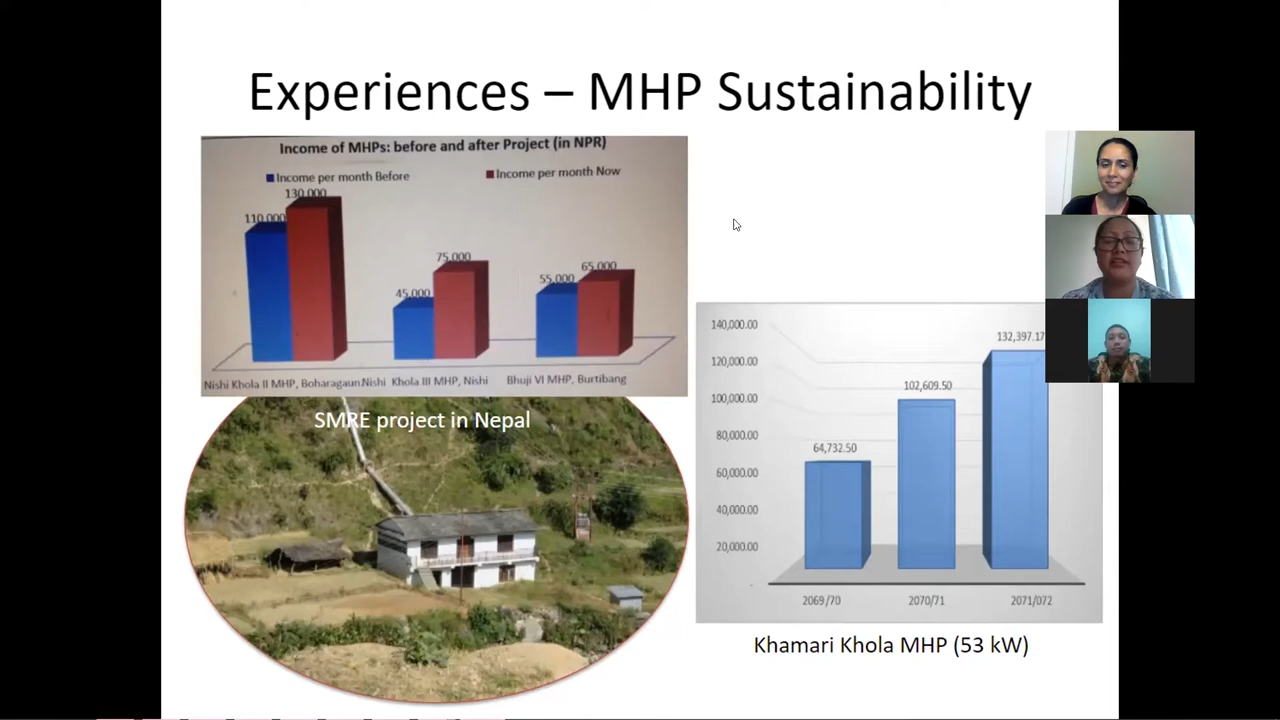 Experiences – MHP Sustainability
Income of MHPs: before and after Project (in NPR)
Income per month Before
Income per month Now
110,000
130,000
45,000
75,000
55,000
65,000
Nishi Khola II MHP, Boharagaun,Nishi
Khola III MHP, Nishi
Bhuji VI MHP, Burtibang
SMRE project in Nepal
140,000.00
120,000.00
100,000.00
80,000.00
60,000.00
40,000.00
20,000.00
-
64,732.50
102,609.50
132,397.17
2069/70
2070/71
2071/072
Khamari Khola MHP (53 kW)